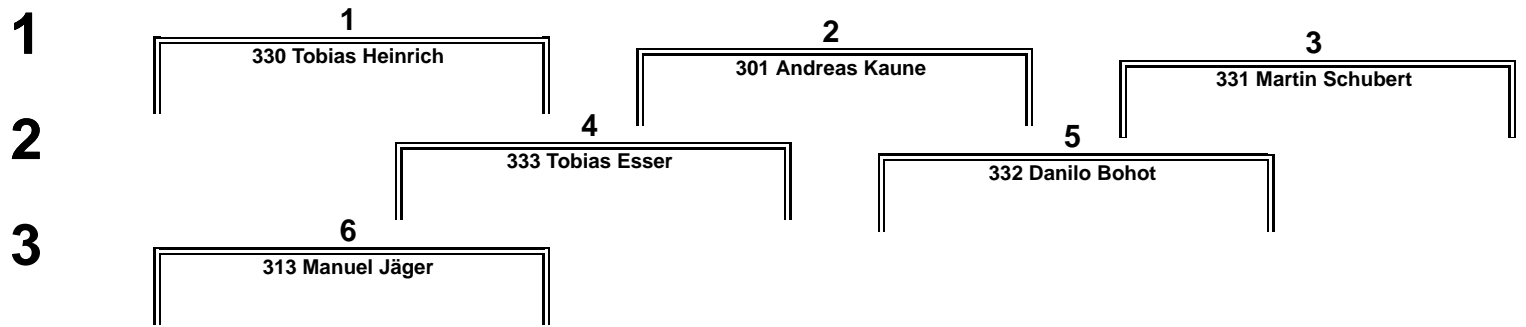 1
1
330 Tobias Heinrich
2
301 Andreas Kaune
3
331 Martin Schubert
2
4
333 Tobias Esser
5
332 Danilo Bohot
3
6
313 Manuel Jäger